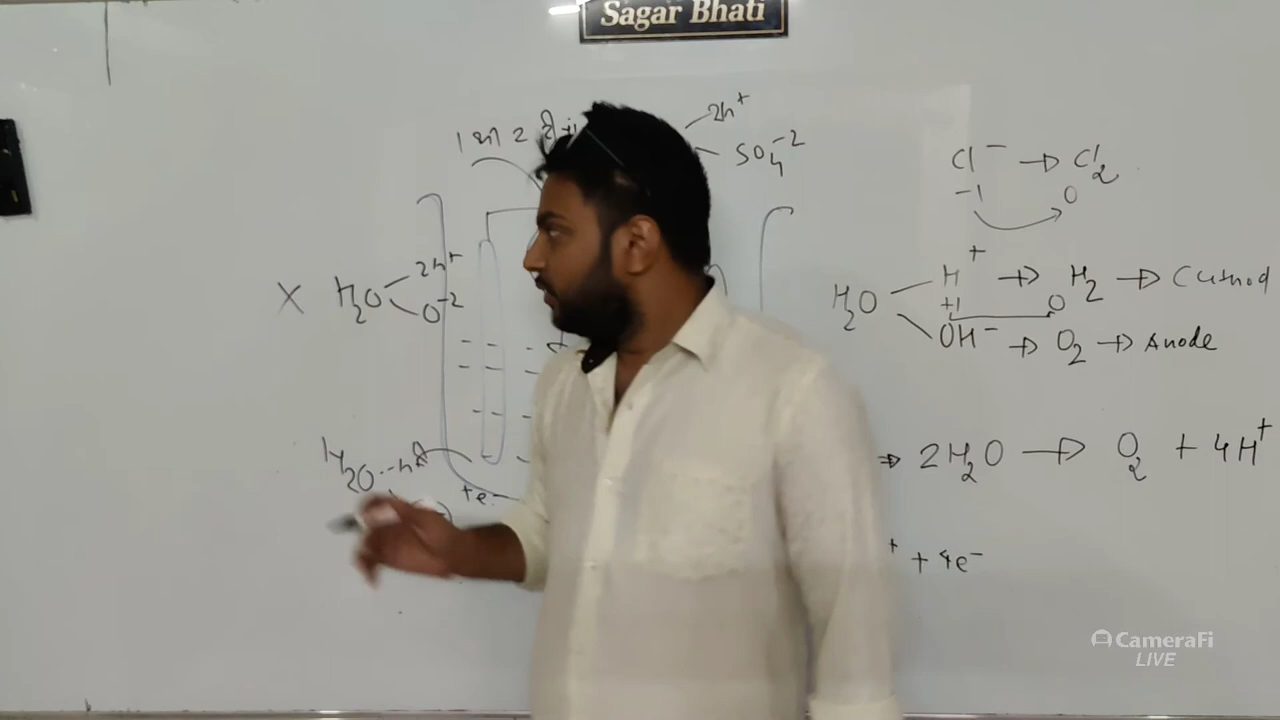 Sagar Bhati
2H+
SO4-2
Cl- → Cl2
-1 0
X H2O 2H+
O-2
H2O H+ → H2 →
+1 0
OH- → O2 → Anode
→ 2H2O → O2 + 4H+
+e-
+ + 4e-
CameraFi
LIVE